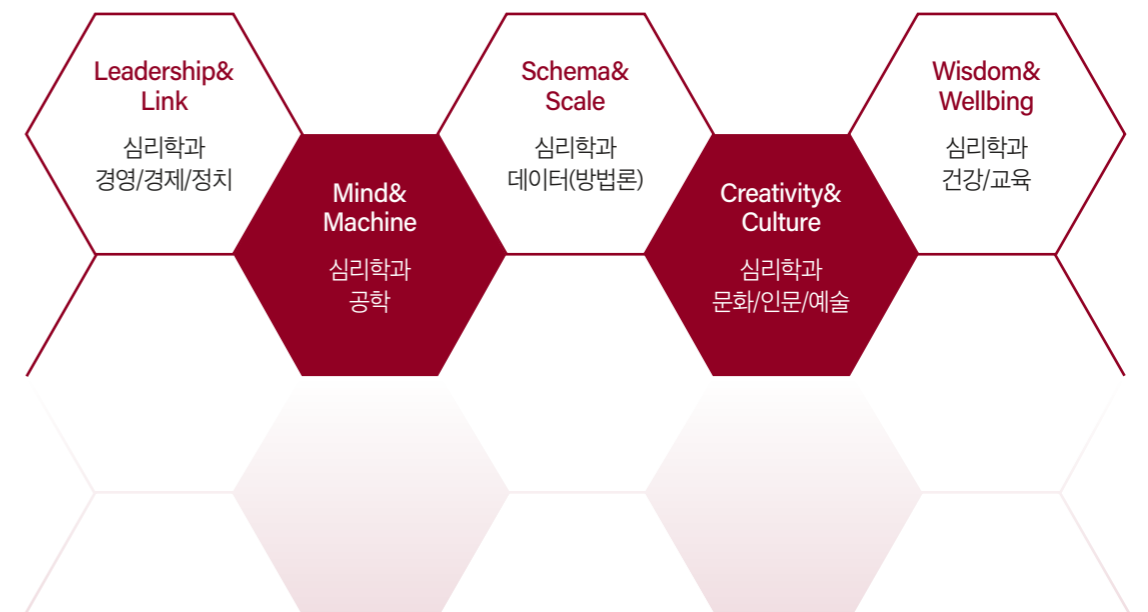 Leadership&
Link
심리학과
경영/경제/정치
Mind&
Machine
심리학과
공학
Schema&
Scale
심리학과
데이터(방법론)
Creativity&
Culture
심리학과
문화/인문/예술
Wisdom&
Wellbing
심리학과
건강/교육